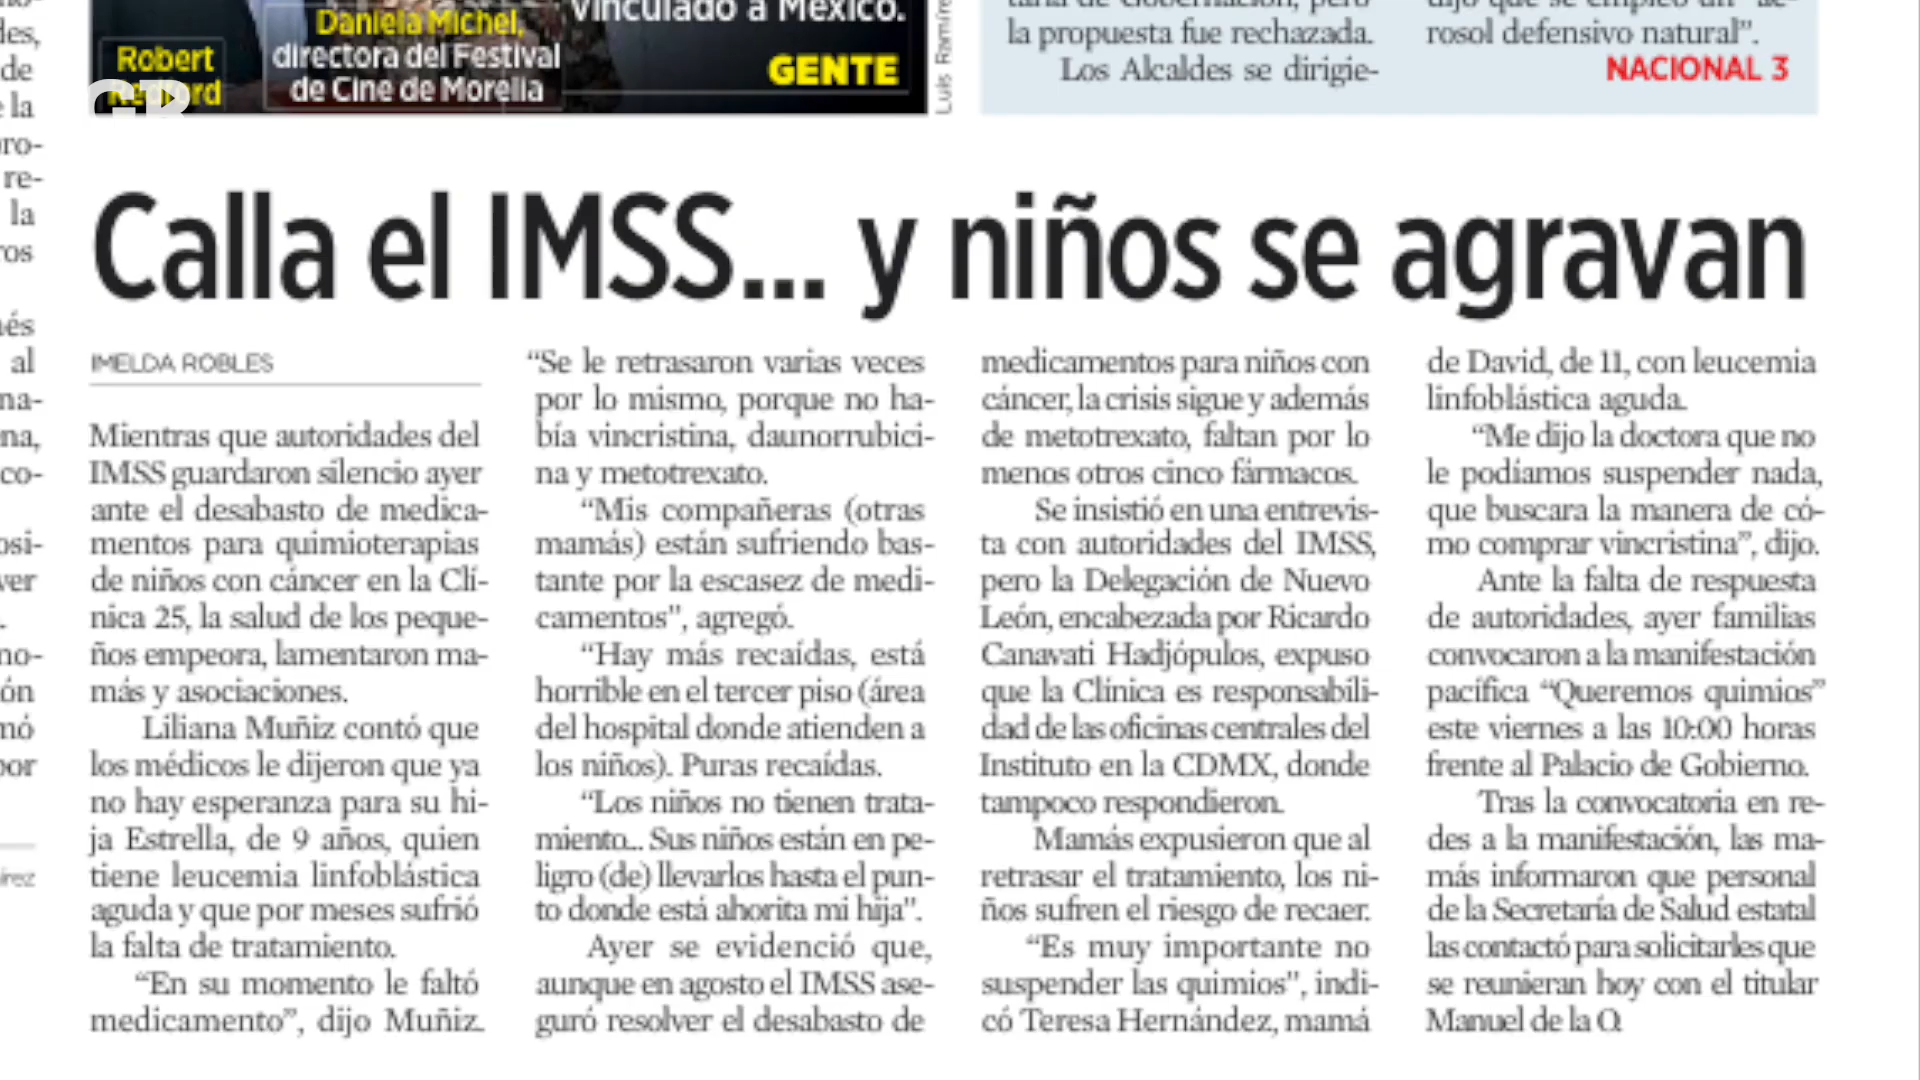 Robert
Redford
GB
Daniela Michel,
directora del Festival
de Cine de Morelia
vinculado a México.
GENTE
la propuesta fue rechazada.
Los Alcaldes se dirigie-
rosol defensivo natural”.
NACIONAL 3
Calla el IMSS... y niños se agravan
IMELDA ROBLES
Mientras que autoridades del
IMSS guardaron silencio ayer
ante el desabasto de medica-
mentos para quimioterapias
de niños con cáncer en la Clí-
nica 25, la salud de los peque-
ños empeora, lamentaron ma-
más y asociaciones.
Liliana Muñiz contó que
los médicos le dijeron que ya
no hay esperanza para su hi-
ja Estrella, de 9 años, quien
tiene leucemia linfoblástica
aguda y que por meses sufrió
la falta de tratamiento.
“En su momento le faltó
medicamento”, dijo Muñiz.
“Se le retrasaron varias veces
por lo mismo, porque no ha-
bía vincristina, daunorrubici-
na y metotrexato.
“Mis compañeras (otras
mamás) están sufriendo bas-
tante por la escasez de medi-
camentos”, agregó.
“Hay más recaídas, está
horrible en el tercer piso (área
del hospital donde atienden a
los niños). Puras recaídas.
“Los niños no tienen trata-
miento... Sus niños están en pe-
ligro (de) llevarlos hasta el pun-
to donde está ahorita mi hija”.
Ayer se evidenció que,
aunque en agosto el IMSS ase-
guró resolver el desabasto de
medicamentos para niños con
cáncer, la crisis sigue y además
de metotrexato, faltan por lo
menos otros cinco fármacos.
Se insistió en una entrevis-
ta con autoridades del IMSS,
pero la Delegación de Nuevo
León, encabezada por Ricardo
Canavati Hadjópulos, expuso
que la Clínica es responsabili-
dad de las oficinas centrales del
Instituto en la CDMX, donde
tampoco respondieron.
Mamás expusieron que al
retrasar el tratamiento, los ni-
ños sufren el riesgo de recaer.
“Es muy importante no
suspender las quimios”, indi-
có Teresa Hernández, mamá
de David, de 11, con leucemia
linfoblástica aguda.
“Me dijo la doctora que no
le podíamos suspender nada,
que buscara la manera de có-
mo comprar vincristina”, dijo.
Ante la falta de respuesta
de autoridades, ayer familias
convocaron a la manifestación
pacífica “Queremos quimios”
este viernes a las 10:00 horas
frente al Palacio de Gobierno.
Tras la convocatoria en re-
des a la manifestación, las ma-
más informaron que personal
de la Secretaría de Salud estatal
las contactó para solicitarles que
se reunieran hoy con el titular
Manuel de la O.